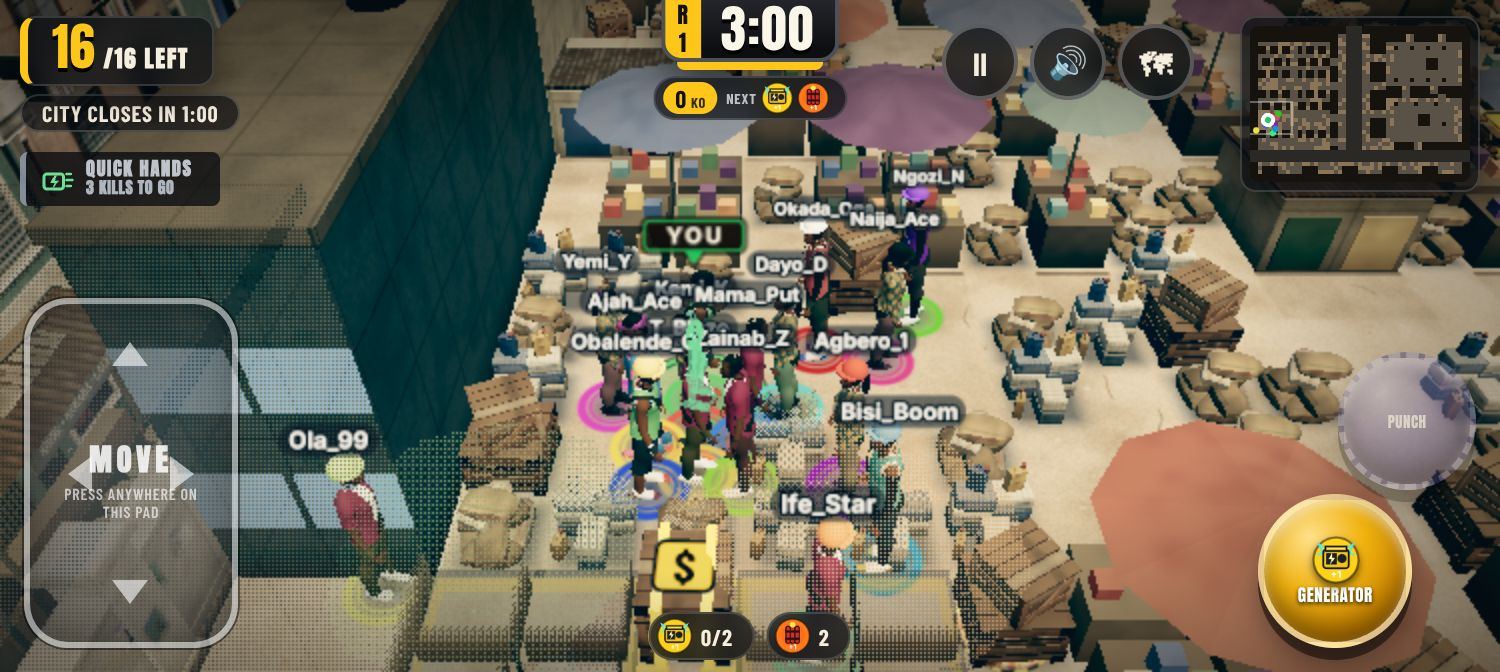 16 /16 LEFT
CITY CLOSES IN 1:00
QUICK HANDS
3 KILLS TO GO
R
1
3:00
0 KO NEXT
Ngozi_N
Naija_Ace
YOU
Yemi_Y
Dayo_D
Ajah_Ace
Mama_Put
Zainab_Z
Agbero_1
Bisi_Boom
Ola_99
Ife_Star
MOVE
PRESS ANYWHERE ON
THIS PAD
$
0/2
2
PUNCH
+1
GENERATOR